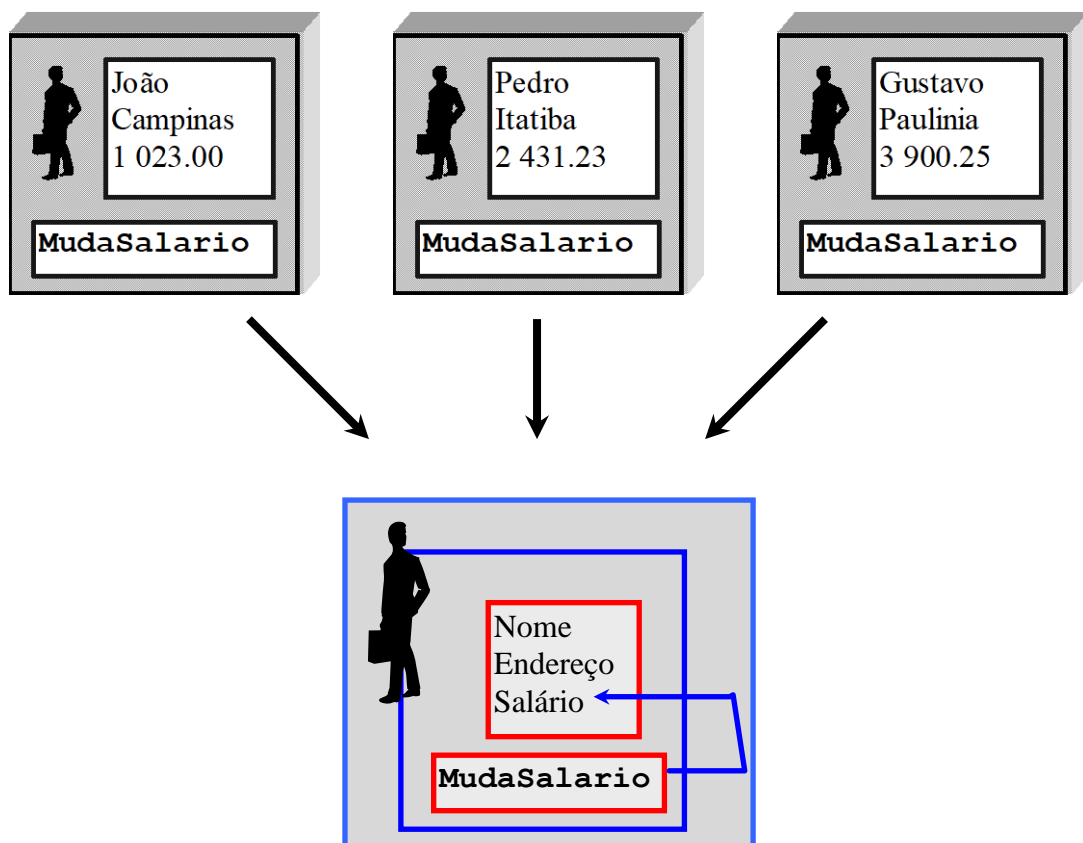 João
Campinas
1 023.00
MudaSalario
Pedro
Itatiba
2 431.23
MudaSalario
Gustavo
Paulinia
3 900.25
MudaSalario
Nome
Endereço
Salário
MudaSalario